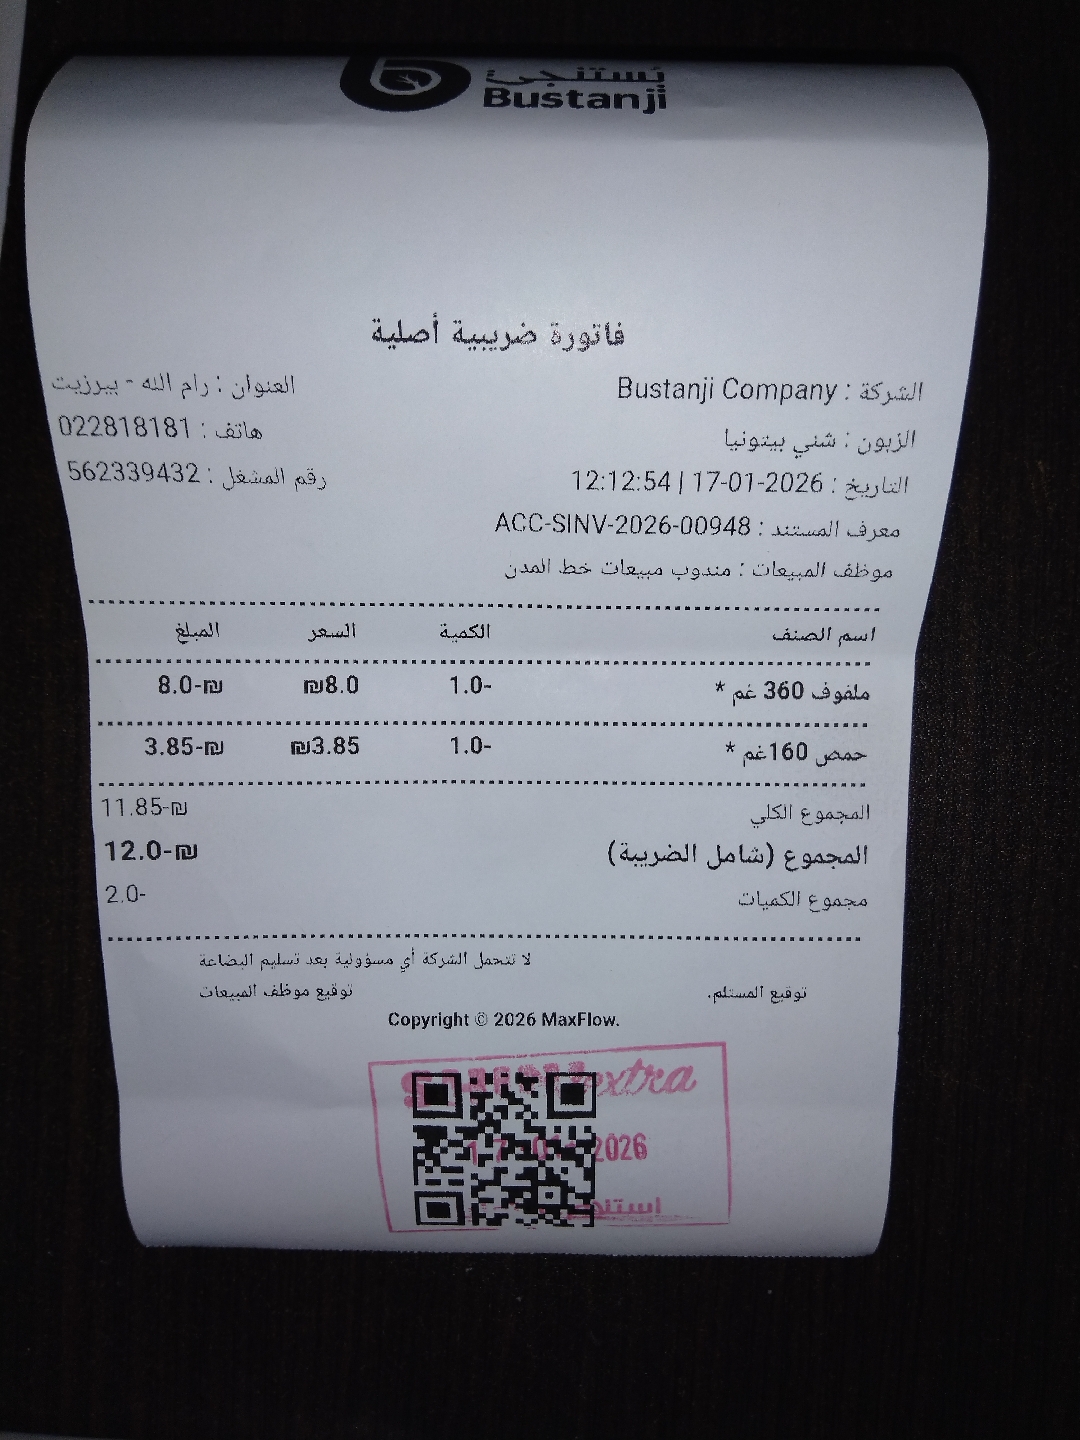 بستنجي
Bustanji
فاتورة ضريبية أصلية
الشركة : Bustanji Company
العنوان : رام الله - بيرزيت
الزبون : شني بيتونيا
هاتف : 022818181
التاريخ : 2026-01-17 | 12:12:54
رقم المشغل : 562339432
معرف المستند : ACC-SINV-2026-00948
موظف المبيعات : مندوب مبيعات خط المدن
اسم الصنف الكمية السعر المبلغ
ملفوف 360 غم * 1.0- ₪8.0 8.0-₪
حمص 160غم * 1.0- ₪3.85 3.85-₪
المجموع الكلي 11.85-₪
المجموع (شامل الضريبة) 12.0-₪
مجموع الكميات 2.0-
لا تتحمل الشركة أي مسؤولية بعد تسليم البضاعة
توقيع المستلم. توقيع موظف المبيعات
Copyright © 2026 MaxFlow.
extra
2026